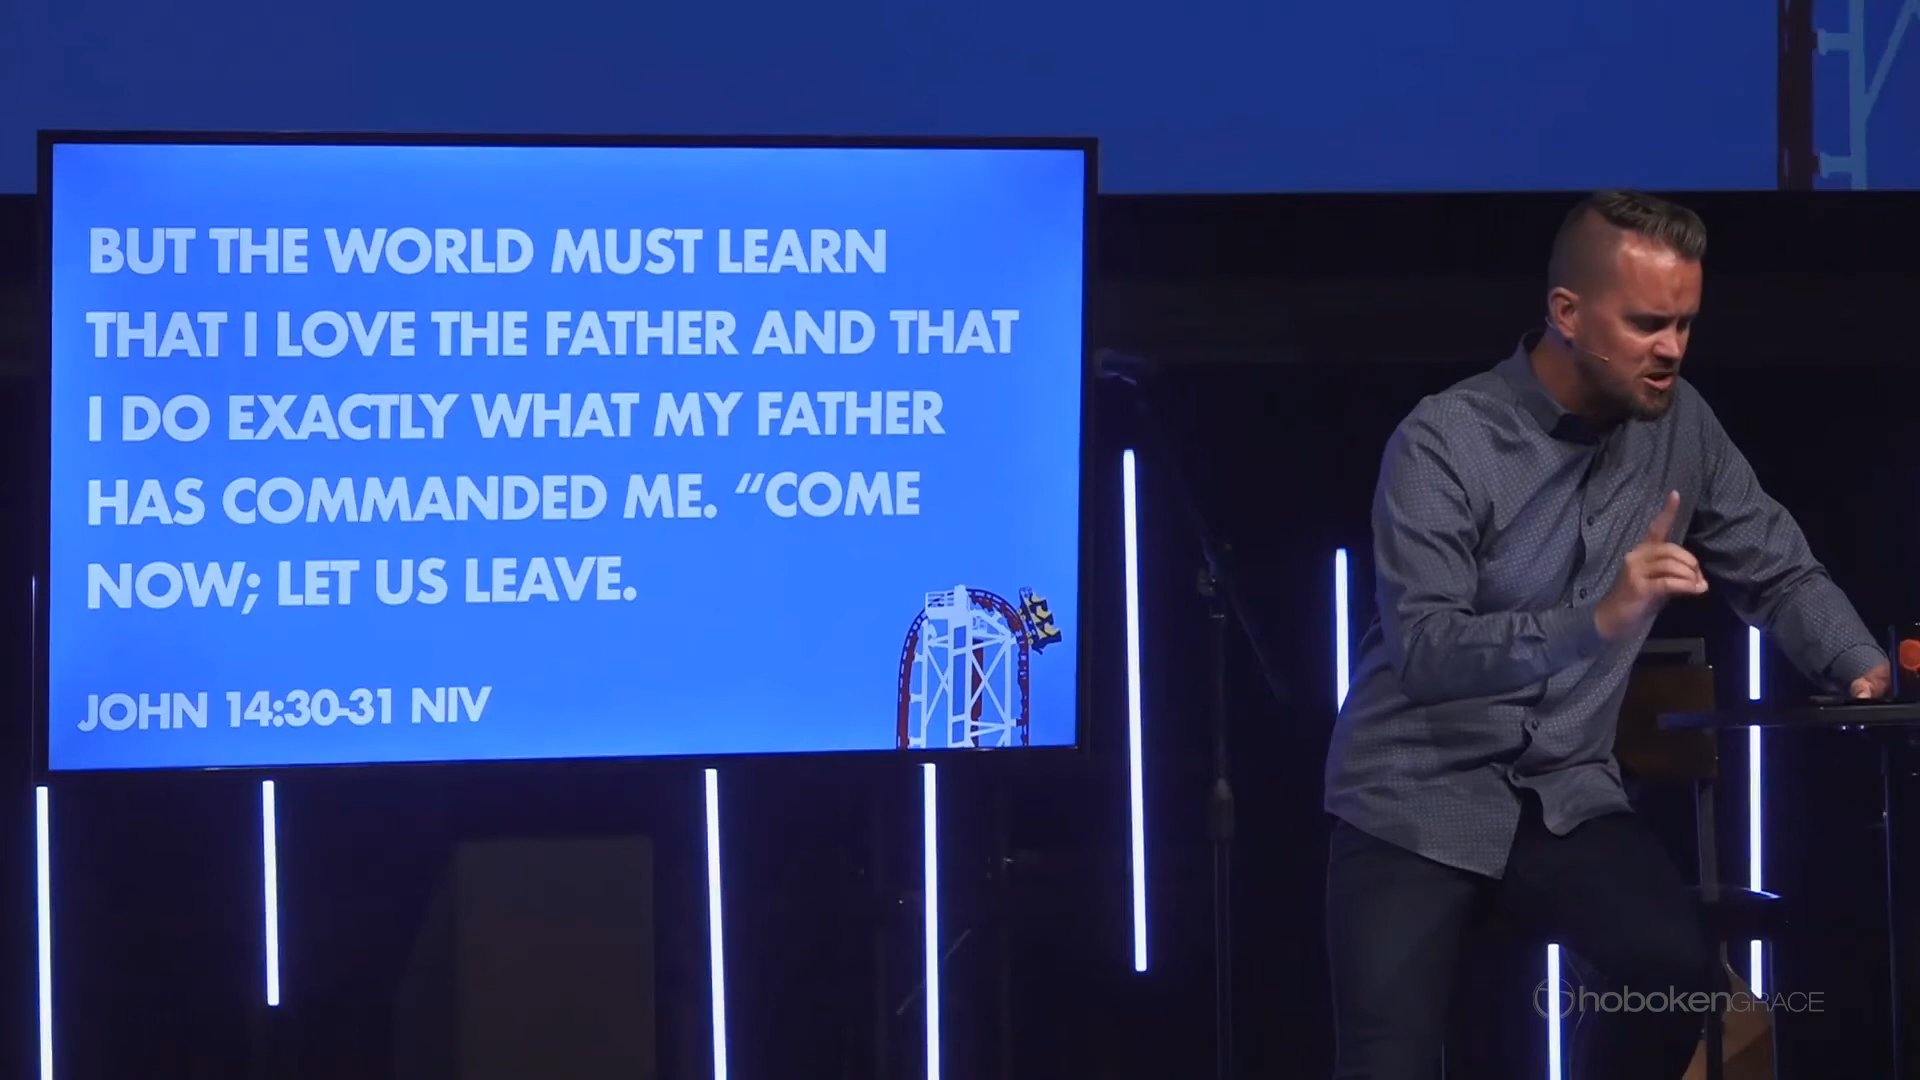 BUT THE WORLD MUST LEARN
THAT I LOVE THE FATHER AND THAT
I DO EXACTLY WHAT MY FATHER
HAS COMMANDED ME. “COME
NOW; LET US LEAVE.
JOHN 14:30-31 NIV
hobokenGRACE